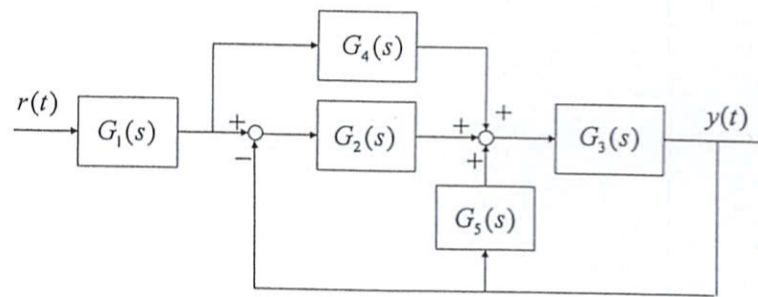 G₄(s)
r(t)
G₁(s)
+
−
G₂(s)
+
+
+
G₃(s)
y(t)
G₅(s)